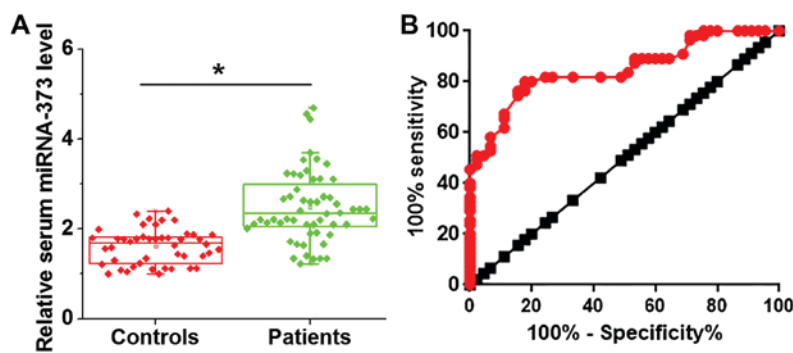 A
Relative serum miRNA-373 level
6
4
2
0
*
Controls Patients
B
100% sensitivity
100
80
60
40
20
0
0 20 40 60 80 100
100% - Specificity%